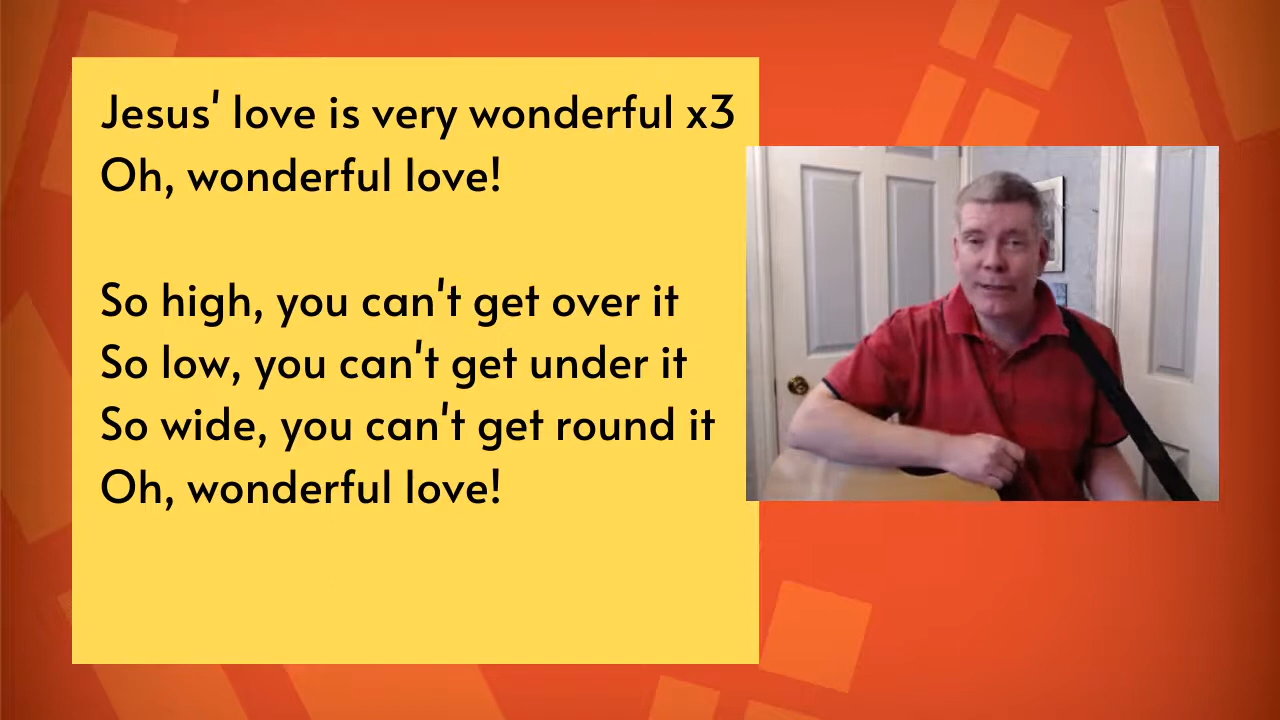 Jesus' love is very wonderful x3
Oh, wonderful love!
So high, you can't get over it
So low, you can't get under it
So wide, you can't get round it
Oh, wonderful love!